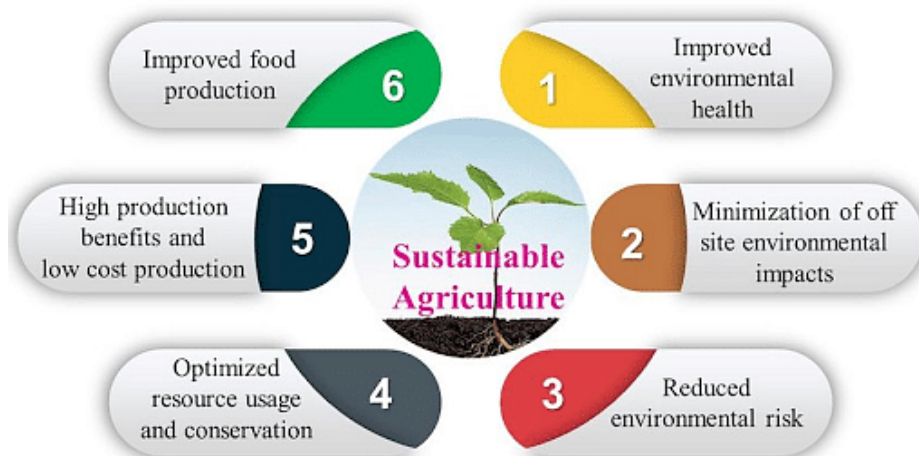 Improved food
production
6
1
Improved
environmental
health
High production
benefits and
low cost production
5
Sustainable
Agriculture
2
Minimization of off
site environmental
impacts
Optimized
resource usage
and conservation
4
3
Reduced
environmental risk